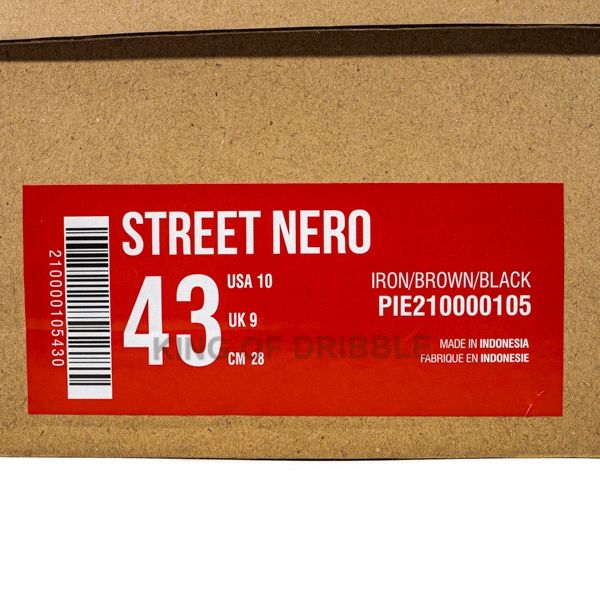 STREET NERO
43
USA 10
UK 9
CM 28
IRON/BROWN/BLACK
PIE210000105
MADE IN INDONESIA
FABRIQUE EN INDONESIE
210000105430
KING OF DRIBBLE